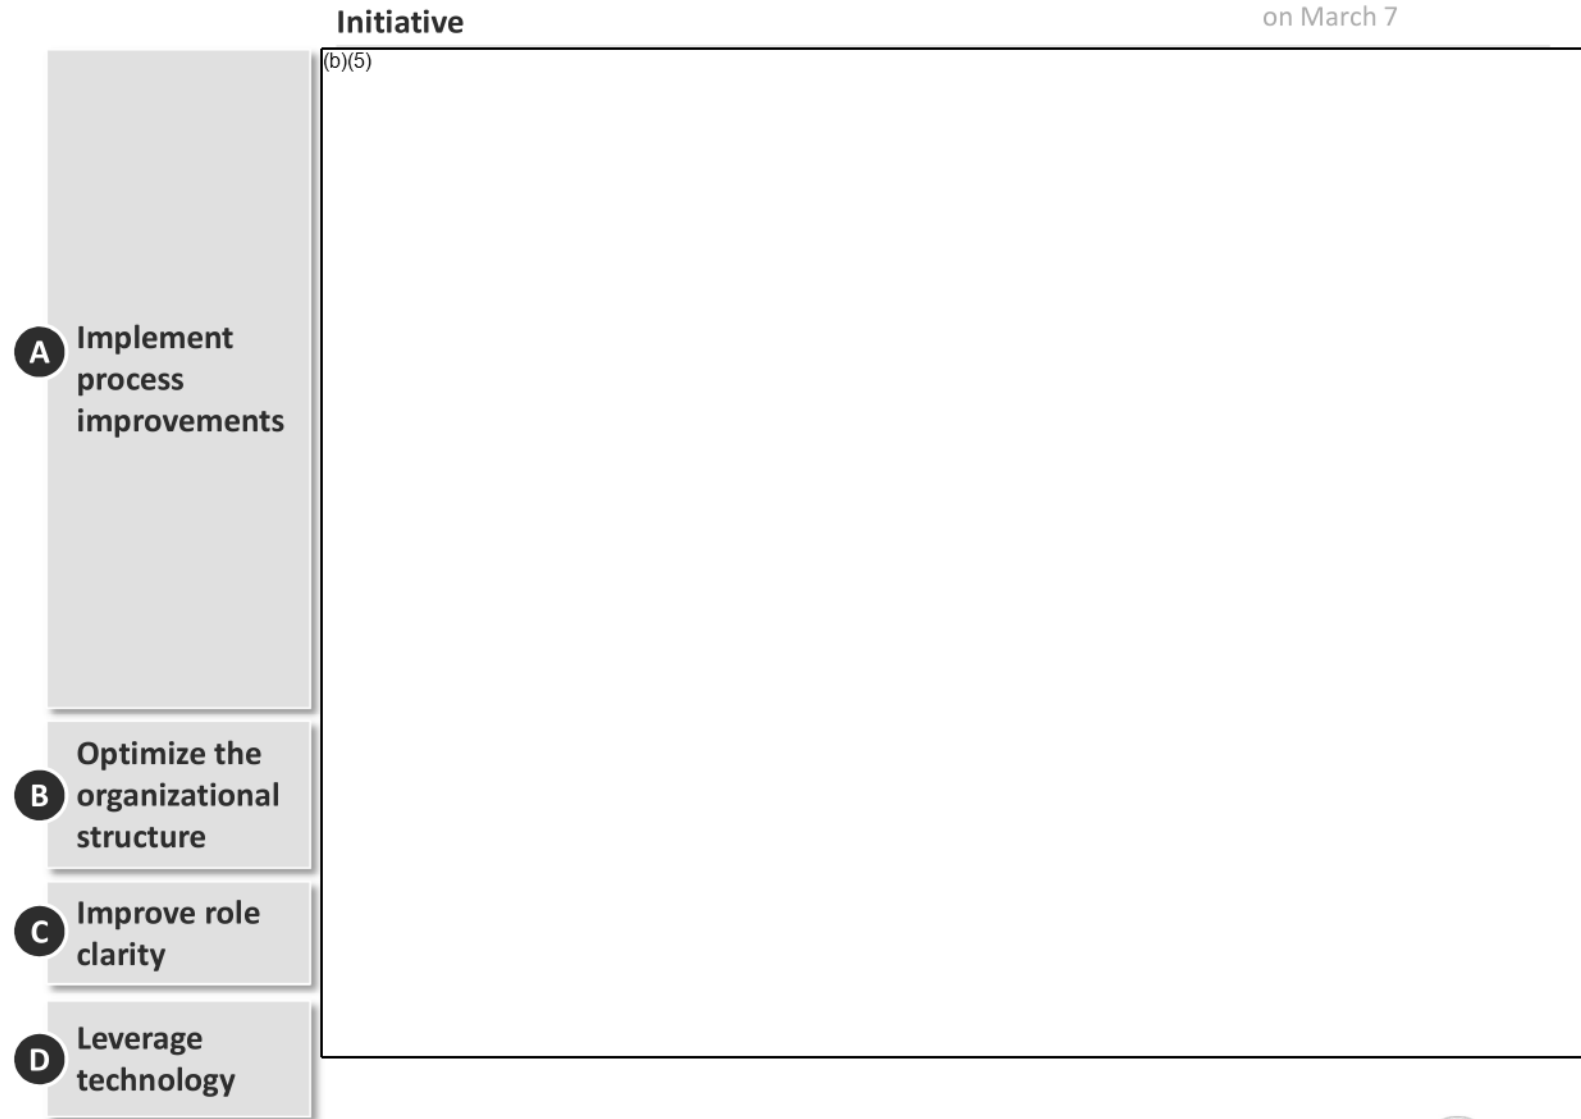 Initiative
on March 7
(b)(5)
A
Implement
process
improvements
B
Optimize the
organizational
structure
C
Improve role
clarity
D
Leverage
technology